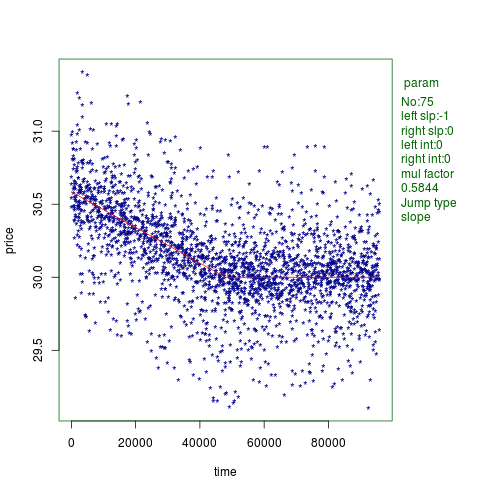 param
No:75
left slp:-1
right slp:0
left int:0
right int:0
mul factor
0.5844
Jump type
slope
price
31.0
30.5
30.0
29.5
0 20000 40000 60000 80000
time